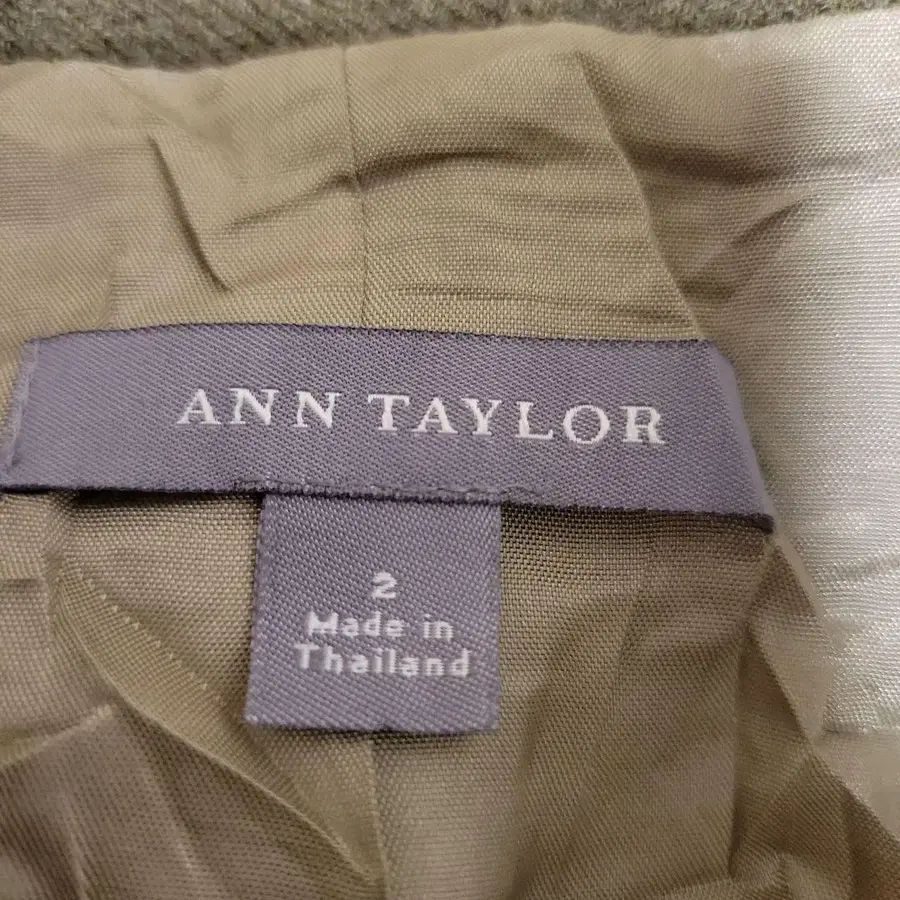 ANN TAYLOR
2
Made in
Thailand